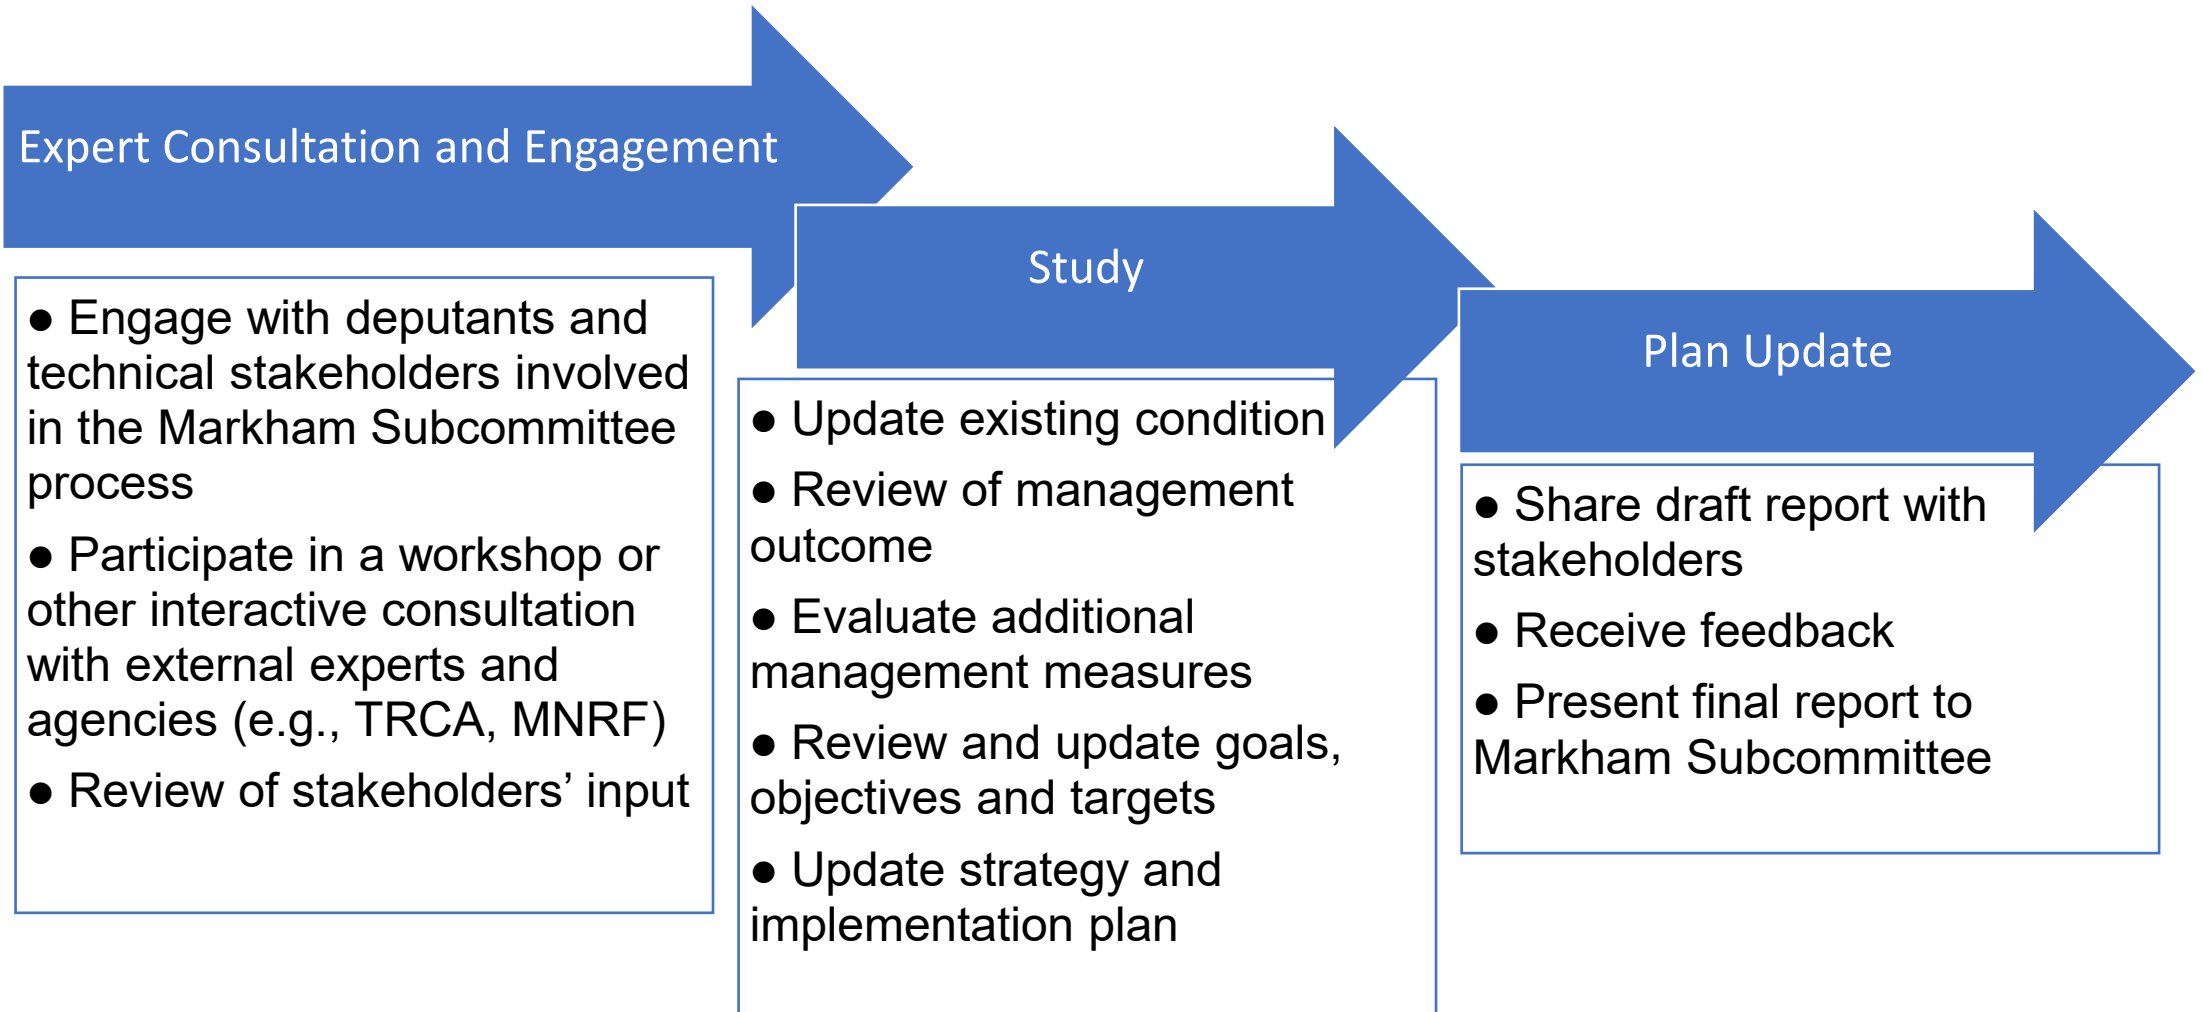 Expert Consultation and Engagement
● Engage with deputants and
technical stakeholders involved
in the Markham Subcommittee
process
● Participate in a workshop or
other interactive consultation
with external experts and
agencies (e.g., TRCA, MNRF)
● Review of stakeholders’ input
Study
● Update existing condition
● Review of management
outcome
● Evaluate additional
management measures
● Review and update goals,
objectives and targets
● Update strategy and
implementation plan
Plan Update
● Share draft report with
stakeholders
● Receive feedback
● Present final report to
Markham Subcommittee